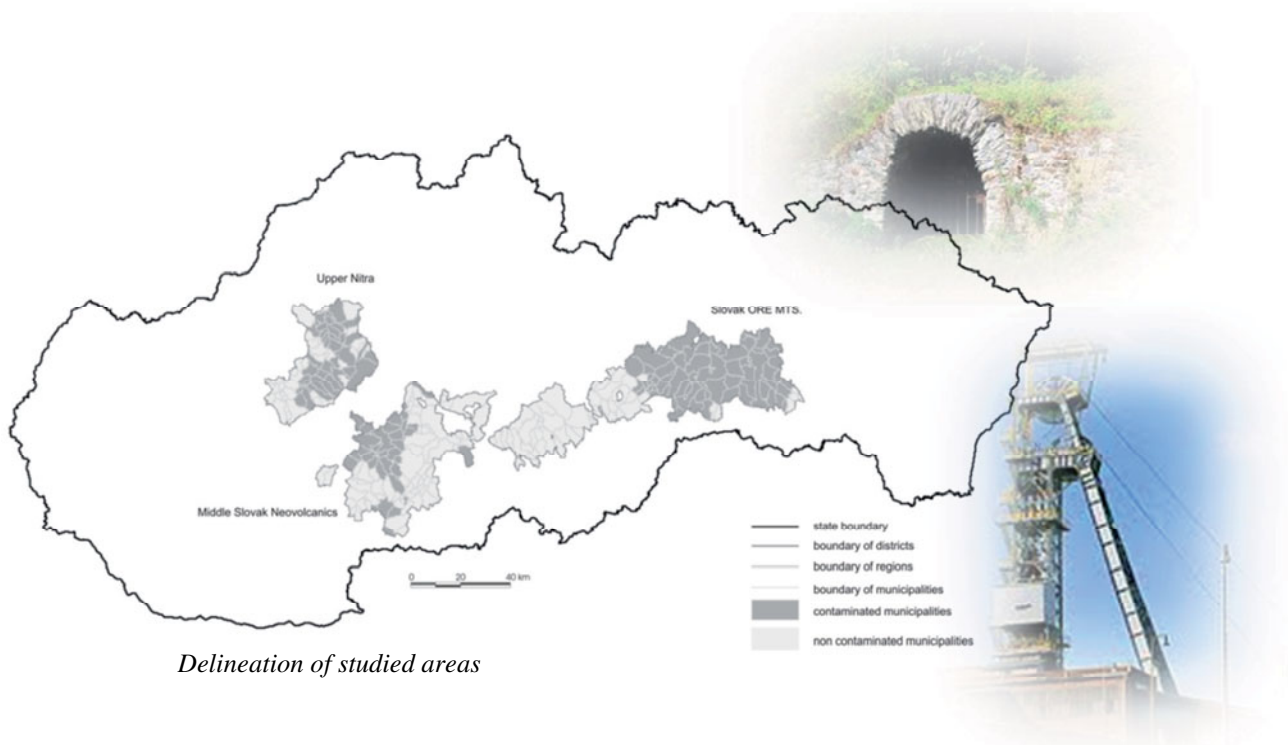 Upper Nitra
Slovak ORE MTS.
Middle Slovak Neovolcanics
0 20 40 km
state boundary
boundary of districts
boundary of regions
boundary of municipalities
contaminated municipalities
non contaminated municipalities
Delineation of studied areas